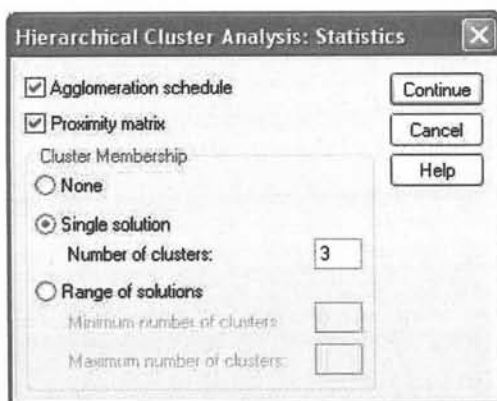 Hierarchical Cluster Analysis: Statistics
Agglomeration schedule
Continue
Proximity matrix
Cancel
Cluster Membership
Help
None
Single solution
Number of clusters: 3
Range of solutions
Minimum number of clusters:
Maximum number of clusters: